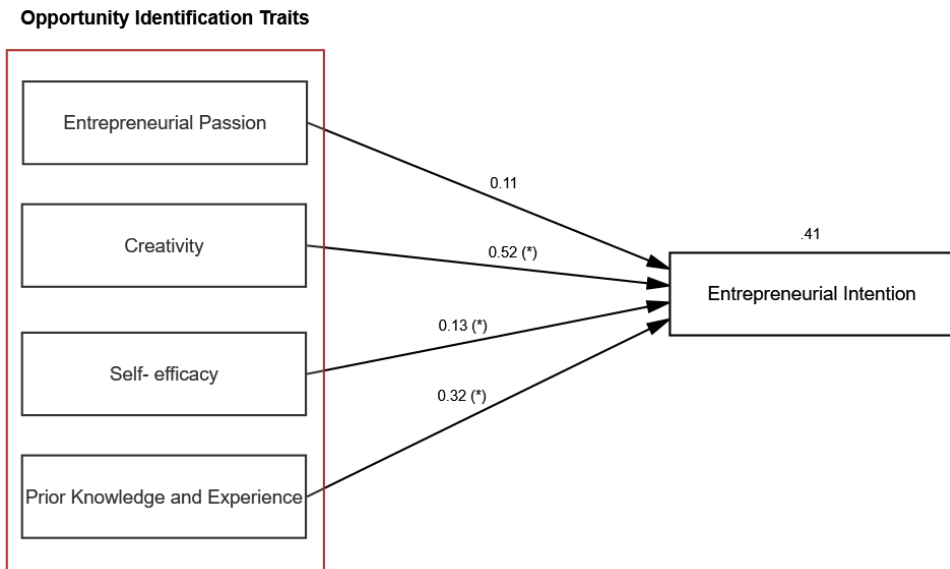 Opportunity Identification Traits
Entrepreneurial Passion
0.11
Creativity
0.52 (*)
.41
Entrepreneurial Intention
Self- efficacy
0.13 (*)
0.32 (*)
Prior Knowledge and Experience